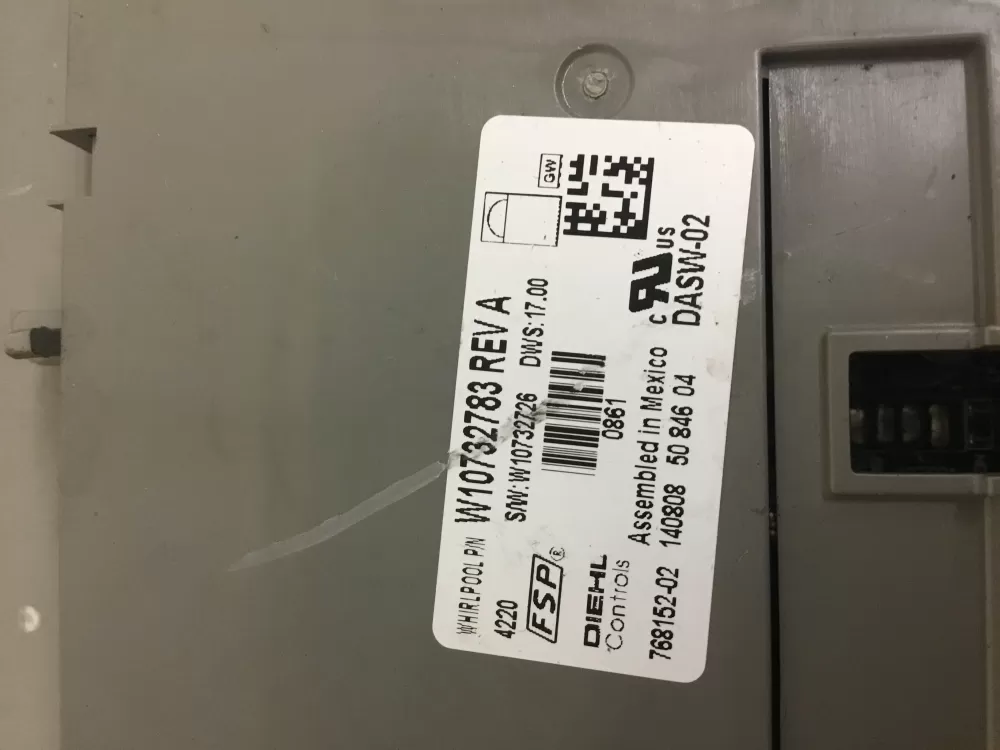 WHIRLPOOL P/N W10732783 REV A
4220 S/W: W10732726 DWS: 17.00
GW
FSP®
0861
DIEHL
Controls
Assembled in Mexico
c RU us
768152-02 140808 50 846 04
DASW-02